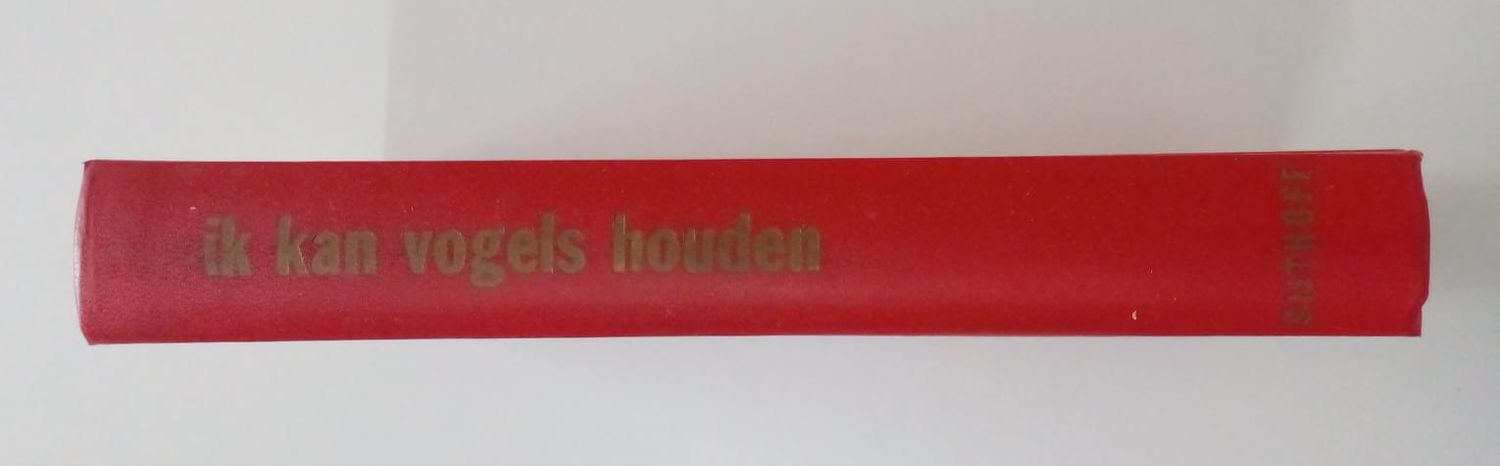 ik kan vogels houden
SIJTHOFF